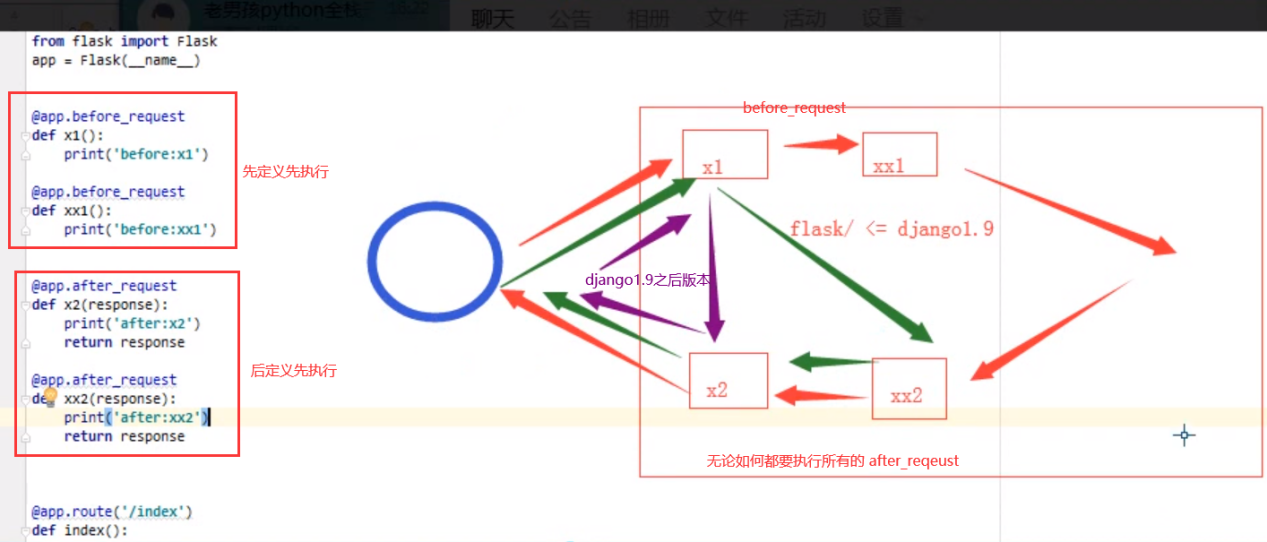 老男孩python全栈 16:22
聊天 公告 相册 文件 活动 设置
from flask import Flask
app = Flask(__name__)
@app.before_request
def x1():
print('before:x1')
@app.before_request
def xx1():
print('before:xx1')
先定义先执行
@app.after_request
def x2(response):
print('after:x2')
return response
@app.after_request
def xx2(response):
print('after:xx2')
return response
后定义先执行
@app.route('/index')
def index():
before_request
x1
xx1
flask/ <= django1.9
django1.9之后版本
x2
xx2
无论如何都要执行所有的 after_reqeust